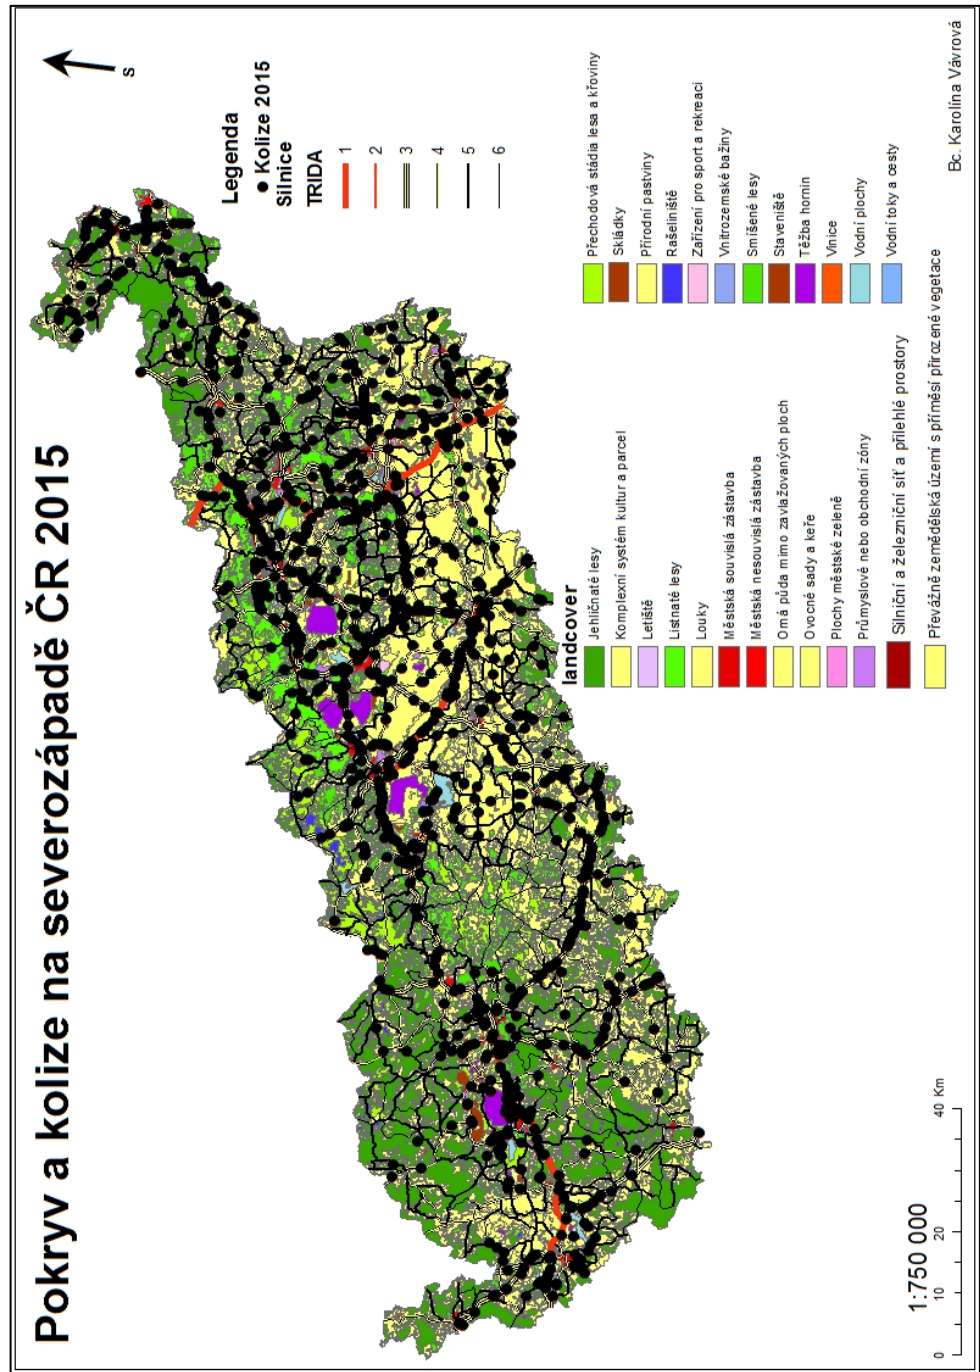 Pokryv a kolize na severozápadě ČR 2015
S
Legenda
Kolize 2015
Silnice
TRIDA
1
2
3
4
5
6
landcover
Jehličnaté lesy
Komplexní systém kultur a parcel
Letiště
Listnaté lesy
Louky
Městská souvislá zástavba
Městská nesouvislá zástavba
Orná půda mimo zavlažovaných ploch
Ovocné sady a keře
Plochy městské zeleně
Průmyslové nebo obchodní zóny
Silniční a železniční síť a přilehlé prostory
Převážně zemědělská území s příměsí přirozené vegetace
Přechodová stádia lesa a křoviny
Skládky
Přírodní pastviny
Rašeliniště
Zařízení pro sport a rekreaci
Vnitrozemské bažiny
Smíšené lesy
Staveniště
Těžba hornin
Vinice
Vodní plochy
Vodní toky a cesty
1:750 000
0 10 20 40 Km
Bc. Karolína Vávrová